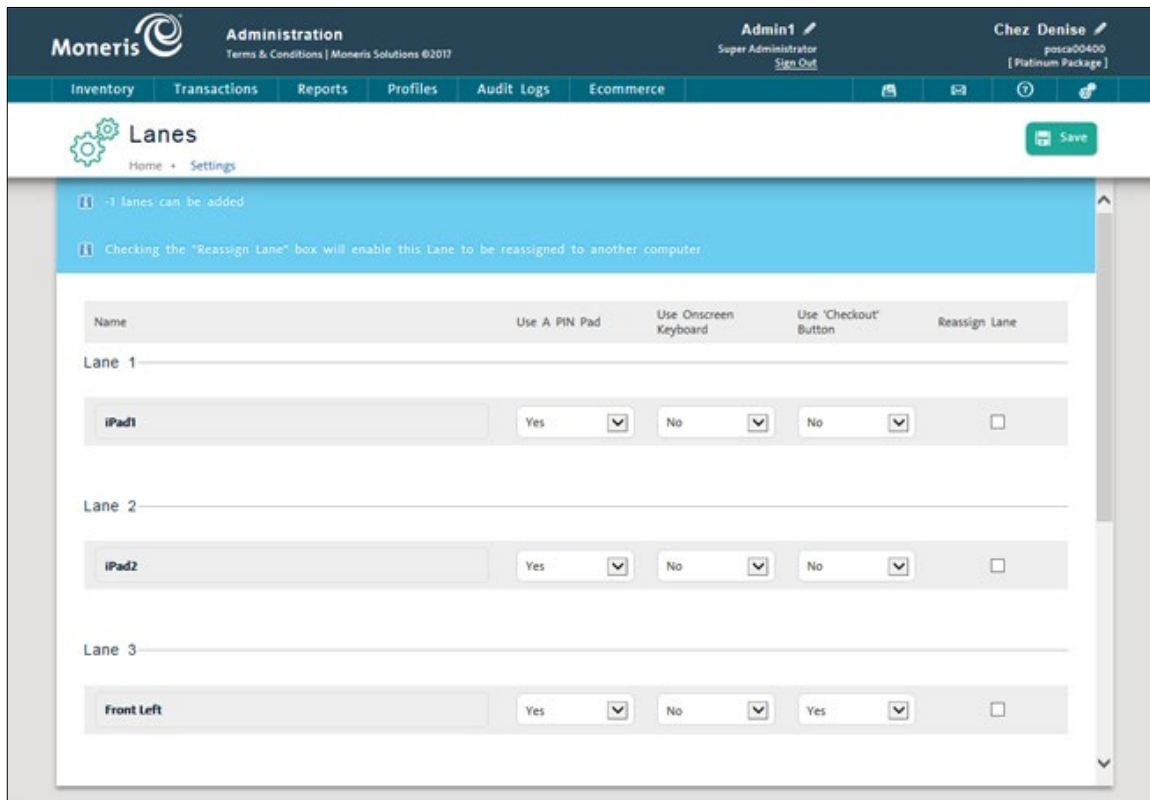 Moneris
Administration
Terms & Conditions | Moneris Solutions ©2017
Admin1
Super Administrator
Sign Out
Chez Denise
posca00400
[ Platinum Package ]
Inventory Transactions Reports Profiles Audit Logs Ecommerce
Lanes
Home • Settings
Save
-1 lanes can be added
Checking the "Reassign Lane" box will enable this Lane to be reassigned to another computer
Name Use A PIN Pad Use Onscreen Keyboard Use 'Checkout' Button Reassign Lane
Lane 1
iPad1 Yes No No
Lane 2
iPad2 Yes No No
Lane 3
Front Left Yes No Yes